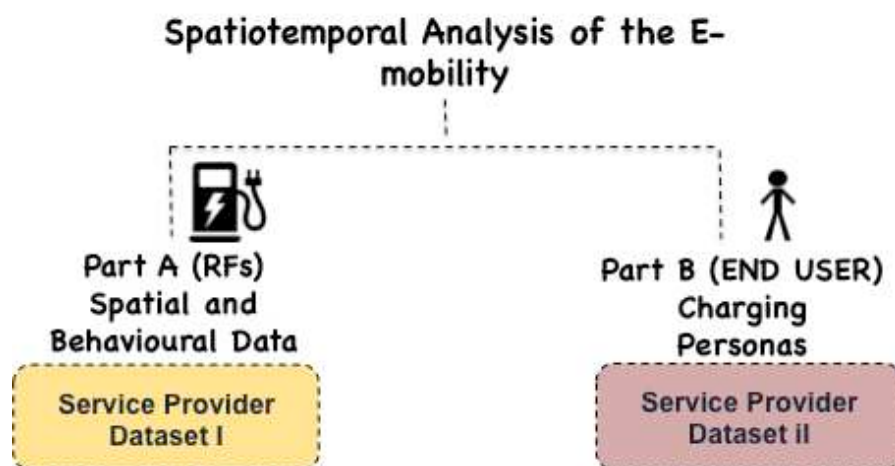 Spatiotemporal Analysis of the E-
mobility
Part A (RFs)
Spatial and
Behavioural Data
Service Provider
Dataset I
Part B (END USER)
Charging
Personas
Service Provider
Dataset iI